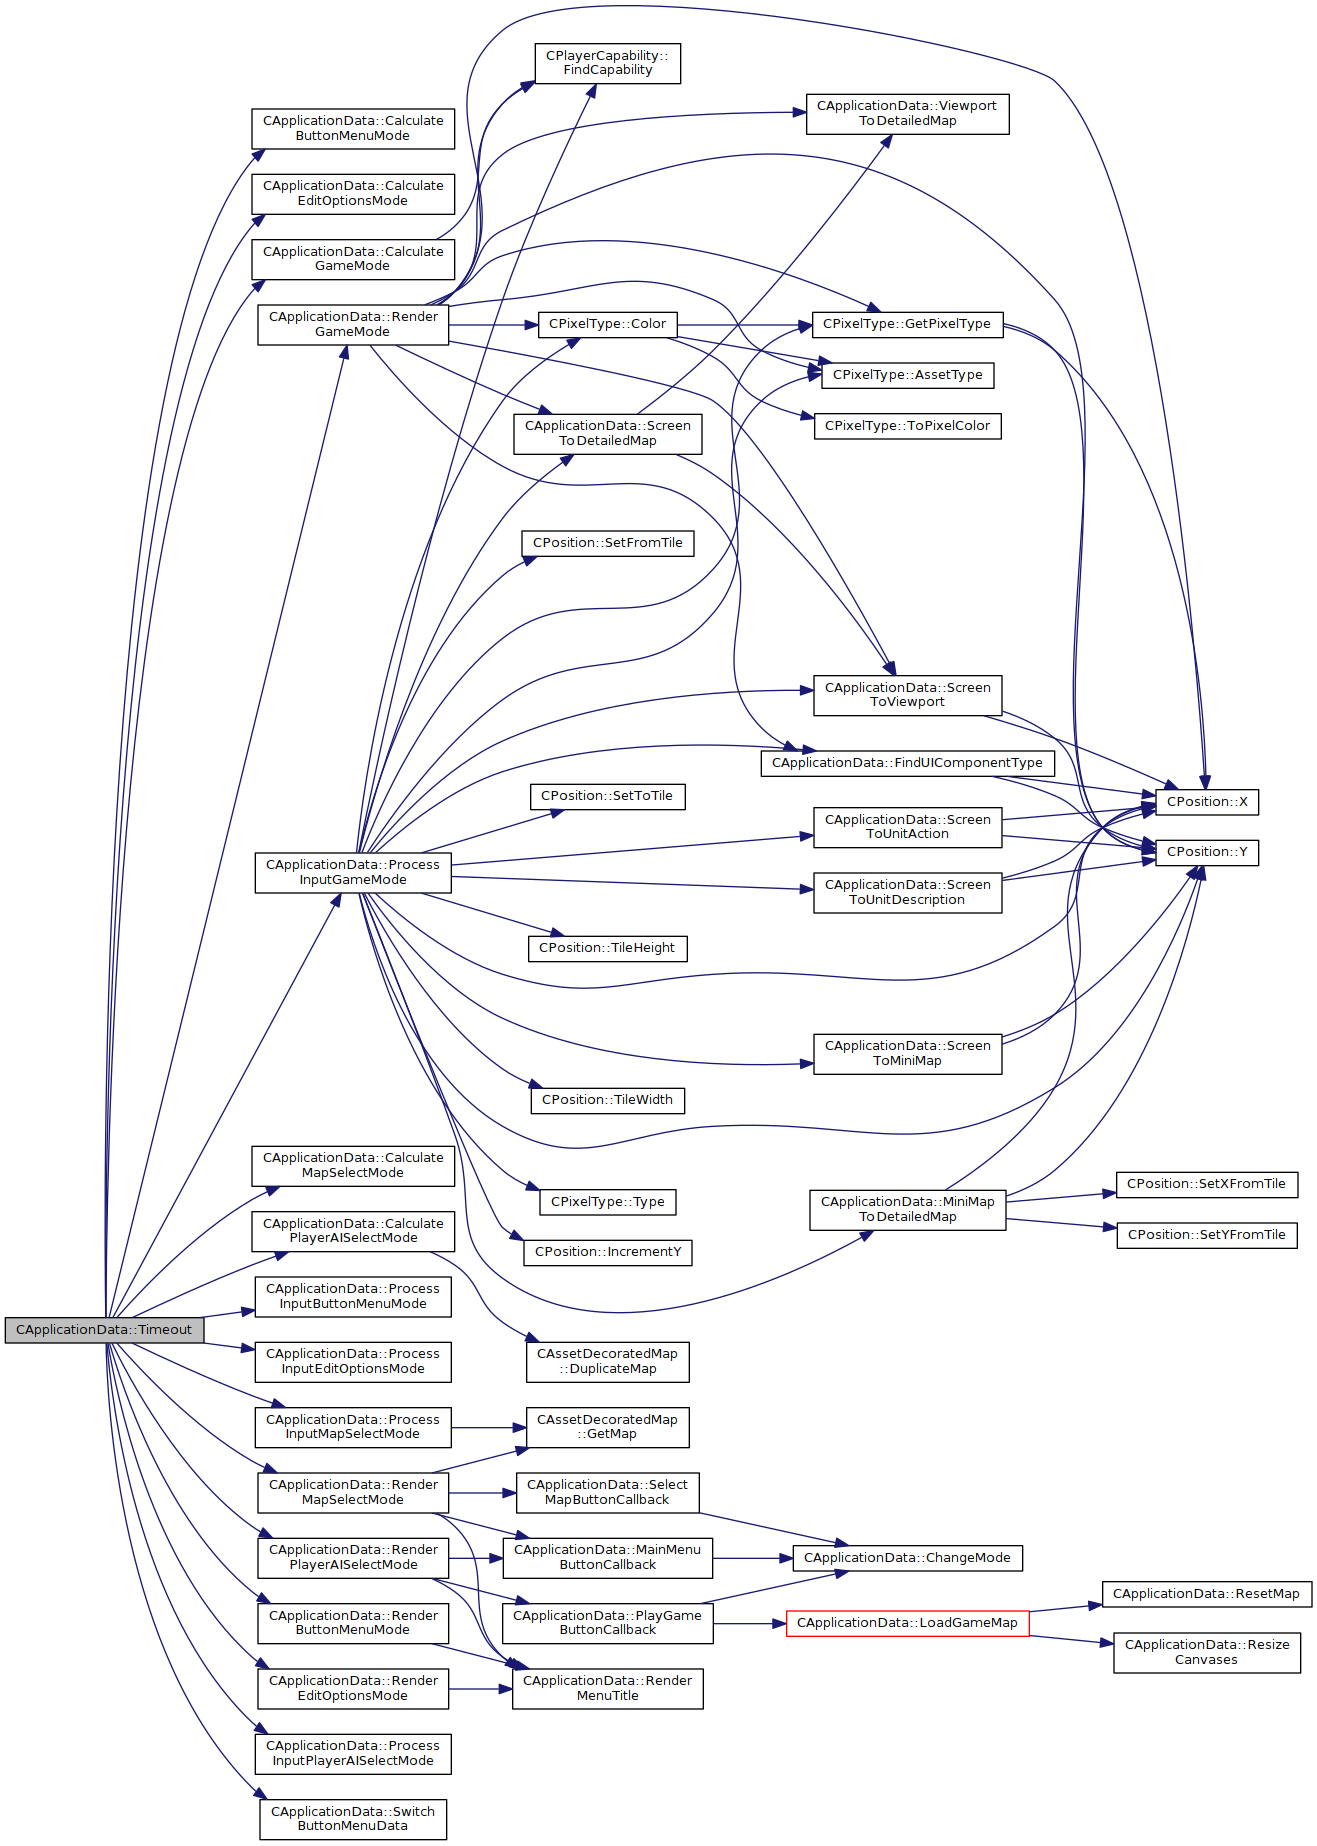 CPlayerCapability::
FindCapability
CApplicationData::Viewport
ToDetailedMap
CApplicationData::Calculate
ButtonMenuMode
CApplicationData::Calculate
EditOptionsMode
CApplicationData::Calculate
GameMode
CApplicationData::Render
GameMode
CPixelType::Color
CPixelType::GetPixelType
CPixelType::AssetType
CPixelType::ToPixelColor
CApplicationData::Screen
ToDetailedMap
CPosition::SetFromTile
CApplicationData::Screen
ToViewport
CApplicationData::FindUIComponentType
CPosition::SetToTile
CPosition::X
CApplicationData::Screen
ToUnitAction
CPosition::Y
CApplicationData::Process
InputGameMode
CApplicationData::Screen
ToUnitDescription
CPosition::TileHeight
CApplicationData::Screen
ToMiniMap
CPosition::TileWidth
CApplicationData::Calculate
MapSelectMode
CPixelType::Type
CApplicationData::MiniMap
ToDetailedMap
CPosition::SetXFromTile
CPosition::SetYFromTile
CApplicationData::Calculate
PlayerAISelectMode
CPosition::IncrementY
CApplicationData::Process
InputButtonMenuMode
CApplicationData::Timeout
CApplicationData::Process
InputEditOptionsMode
CAssetDecoratedMap
::DuplicateMap
CApplicationData::Process
InputMapSelectMode
CAssetDecoratedMap
::GetMap
CApplicationData::Render
MapSelectMode
CApplicationData::Select
MapButtonCallback
CApplicationData::Render
PlayerAISelectMode
CApplicationData::MainMenu
ButtonCallback
CApplicationData::ChangeMode
CApplicationData::ResetMap
CApplicationData::Render
ButtonMenuMode
CApplicationData::PlayGame
ButtonCallback
CApplicationData::LoadGameMap
CApplicationData::Resize
Canvases
CApplicationData::Render
EditOptionsMode
CApplicationData::Render
MenuTitle
CApplicationData::Process
InputPlayerAISelectMode
CApplicationData::Switch
ButtonMenuData